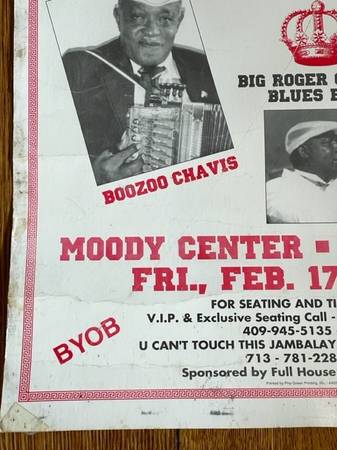 BIG ROGER
BLUES
BOOZOO CHAVIS
MOODY CENTER ▪
FRI., FEB. 17
FOR SEATING AND TI
V.I.P. & Exclusive Seating Call -
409-945-5135
BYOB
U CAN'T TOUCH THIS JAMBALAY
713 - 781-228
Sponsored by Full House